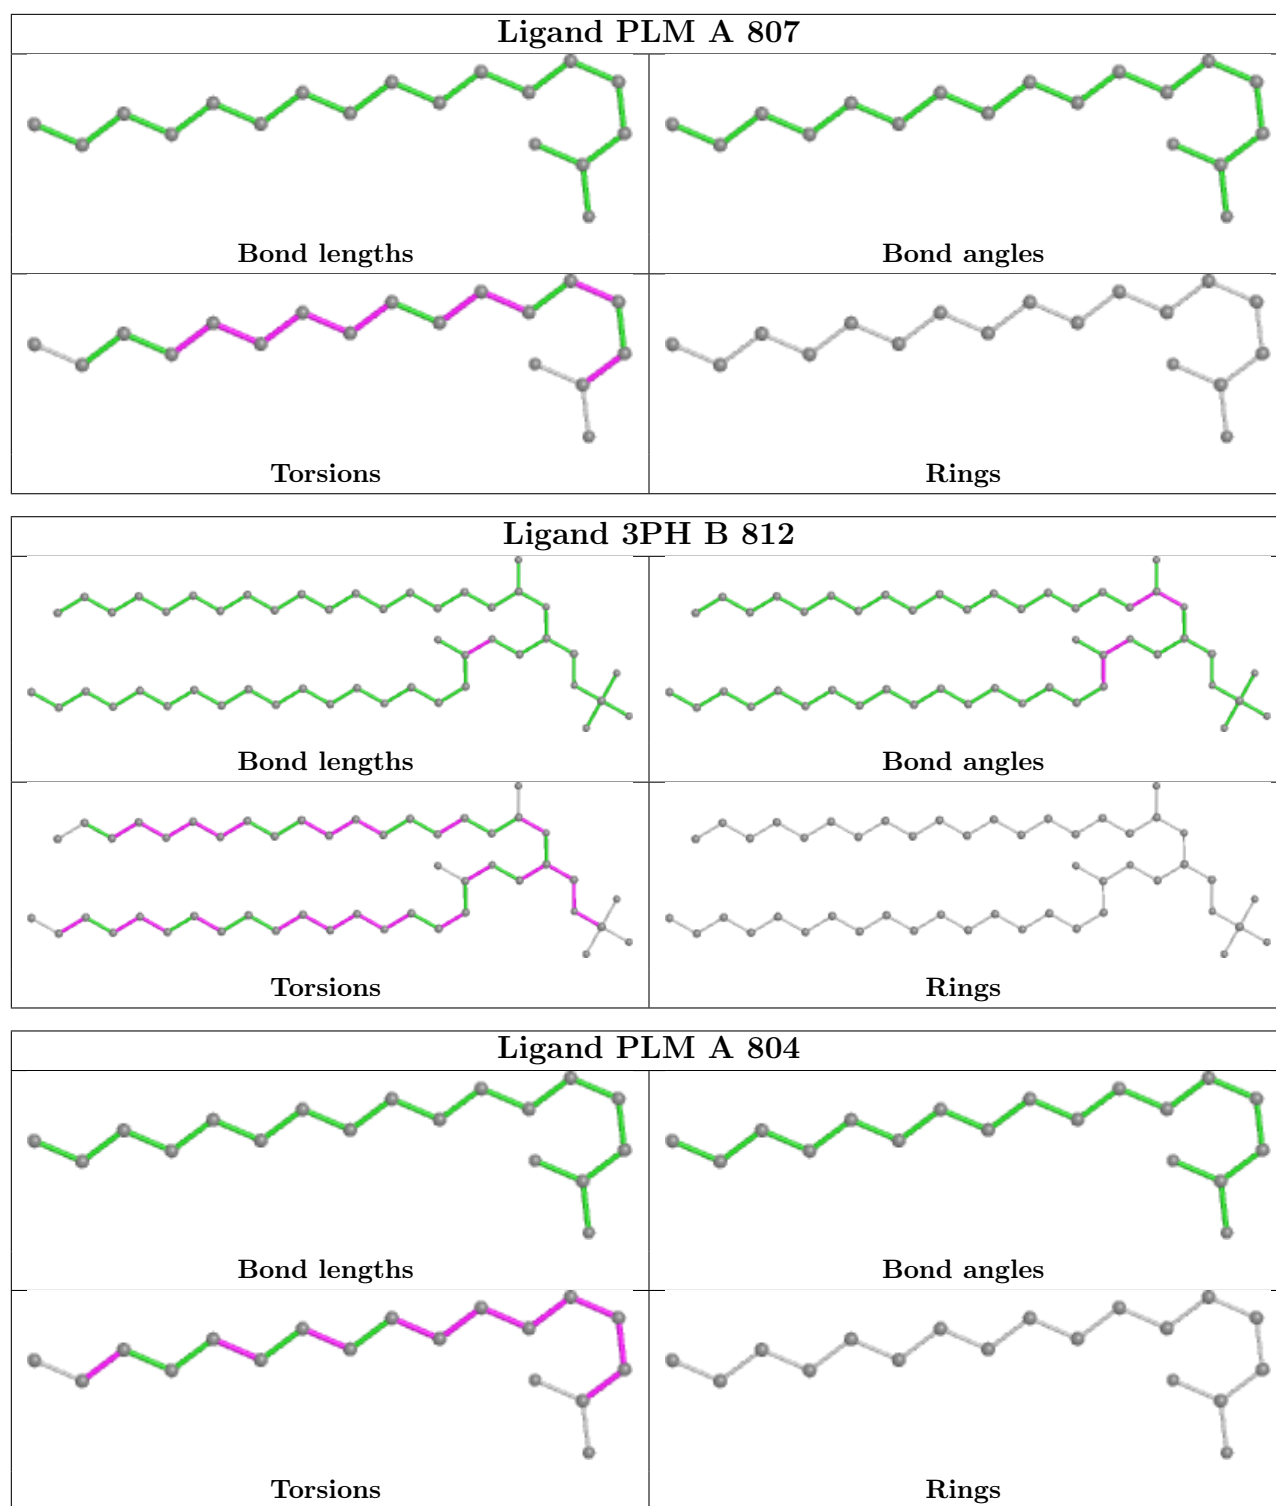 Ligand PLM A 807
Bond lengths
Bond angles
Torsions
Rings
Ligand 3PH B 812
Bond lengths
Bond angles
Torsions
Rings
Ligand PLM A 804
Bond lengths
Bond angles
Torsions
Rings